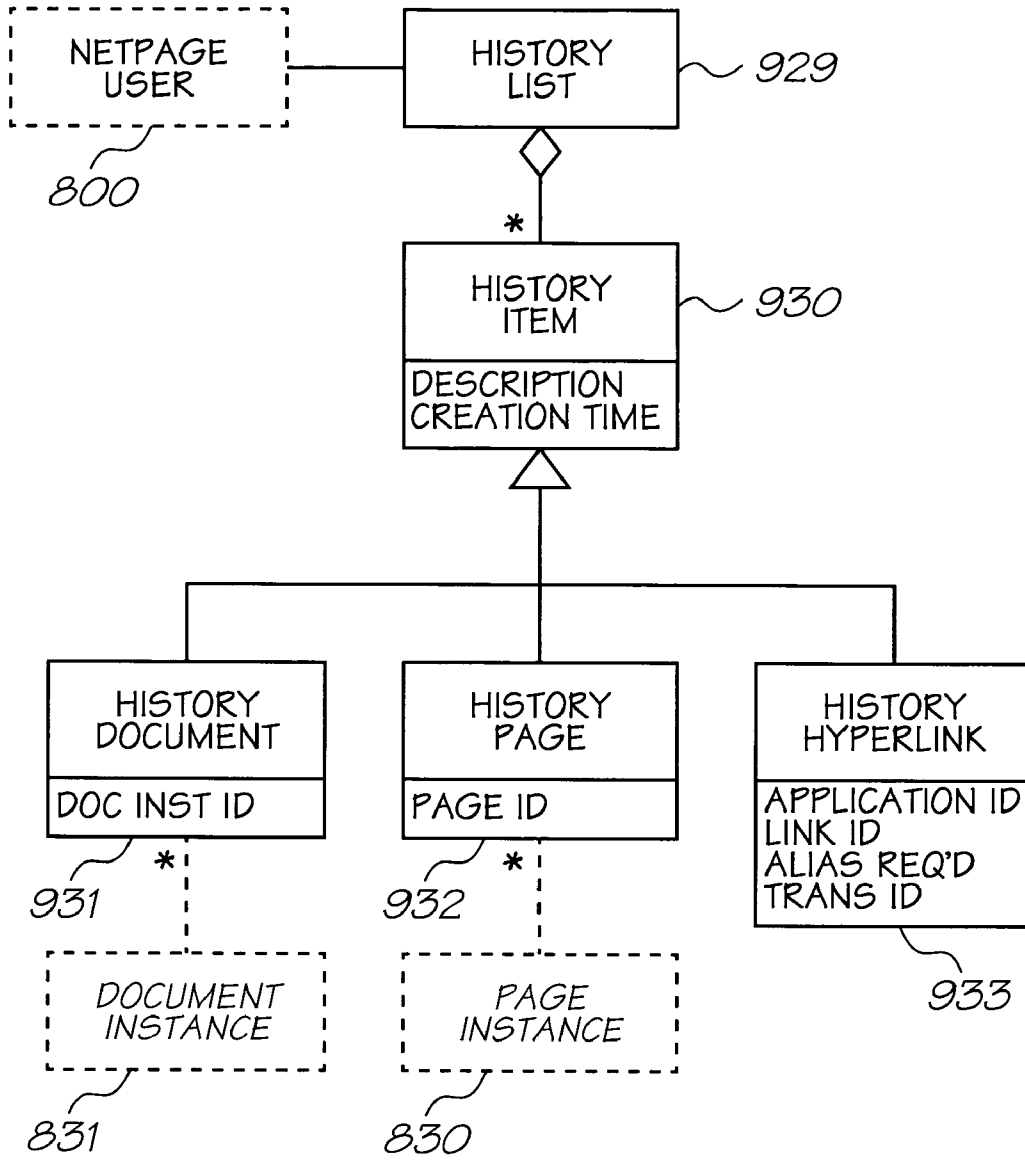 NETPAGE
USER
HISTORY
LIST
929
800
*
HISTORY
ITEM
930
DESCRIPTION
CREATION TIME
HISTORY
DOCUMENT
DOC INST ID
HISTORY
PAGE
PAGE ID
HISTORY
HYPERLINK
APPLICATION ID
LINK ID
ALIAS REQ'D
TRANS ID
931
*
932
*
933
DOCUMENT
INSTANCE
PAGE
INSTANCE
831
830